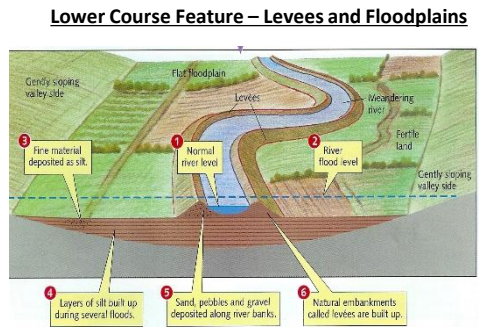 Lower Course Feature – Levees and Floodplains
Gently sloping
valley side
Flat floodplain
Levées
Meandering
river
Fertile
land
Gently sloping
valley side
3
Fine material
deposited as silt.
1
Normal
river level
2
River
flood level
4
Layers of silt built up
during several floods.
5
Sand, pebbles and gravel
deposited along river banks.
6
Natural embankments
called levées are built up.